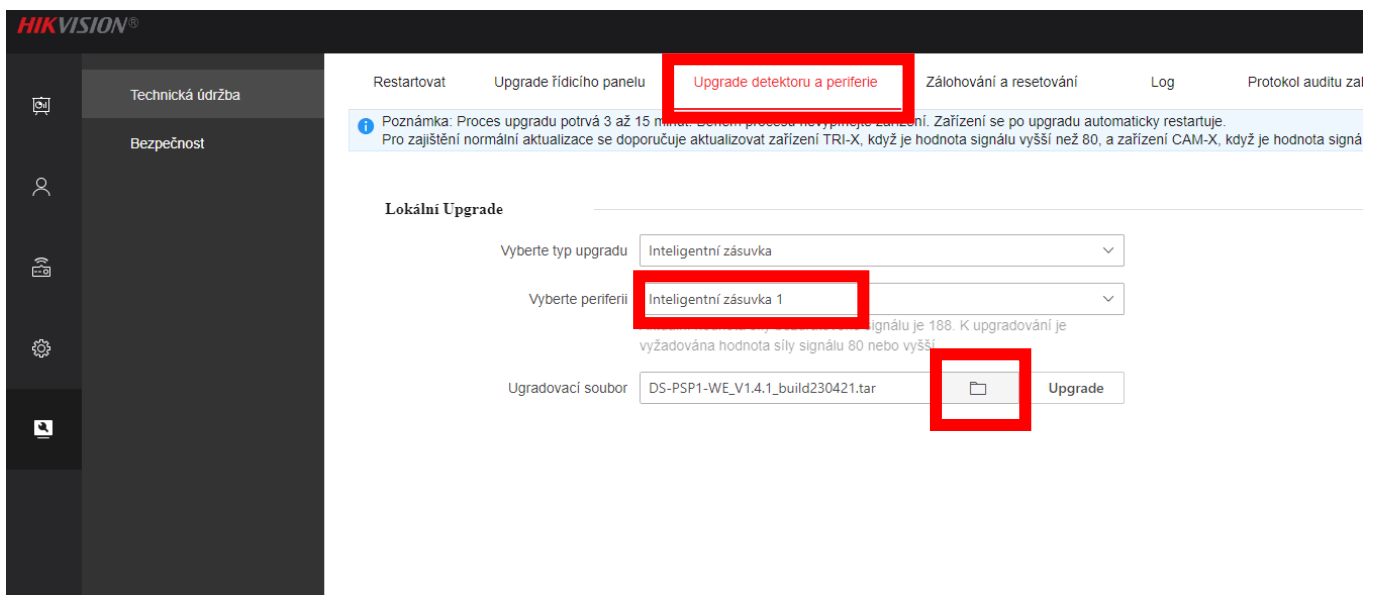 HIKVISION®
Technická údržba
Bezpečnost
Restartovat
Upgrade řídicího panelu
Upgrade detektoru a periferie
Zálohování a resetování
Log
Protokol auditu
Poznámka: Proces upgradu potrvá 3 až 15 zařízení. Zařízení se po upgradu automaticky restartuje.
Pro zajištění normální aktualizace se doporučuje aktualizovat zařízení TRI-X, když je hodnota signálu vyšší než 80, a zařízení CAM-X, když je hodnota
Lokální Upgrade
Vyberte typ upgradu
Inteligentní zásuvka
Vyberte periferii
Inteligentní zásuvka 1
signálu je 188. K upgradování je
vyžadována hodnota síly signálu 80 nebo vyšší
Ugradovací soubor
DS-PSP1-WE_V1.4.1_build230421.tar
Upgrade